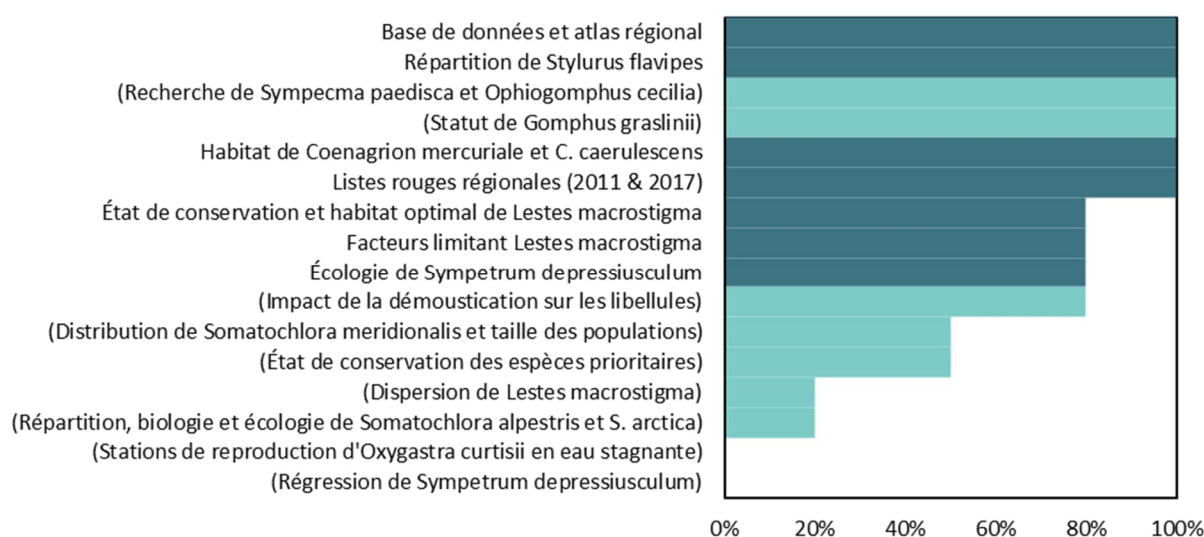 Base de données et atlas régional
Répartition de Stylurus flavipes
(Recherche de Sympecma paedisca et Ophiogomphus cecilia)
(Statut de Gomphus graslinii)
Habitat de Coenagrion mercuriale et C. caerulescens
Listes rouges régionales (2011 & 2017)
État de conservation et habitat optimal de Lestes macrostigma
Facteurs limitant Lestes macrostigma
Écologie de Sympetrum depressiusculum
(Impact de la démoustication sur les libellules)
(Distribution de Somatochlora meridionalis et taille des populations)
(État de conservation des espèces prioritaires)
(Dispersion de Lestes macrostigma)
(Répartition, biologie et écologie de Somatochlora alpestris et S. arctica)
(Stations de reproduction d'Oxygastra curtisii en eau stagnante)
(Régression de Sympetrum depressiusculum)
0% 20% 40% 60% 80% 100%